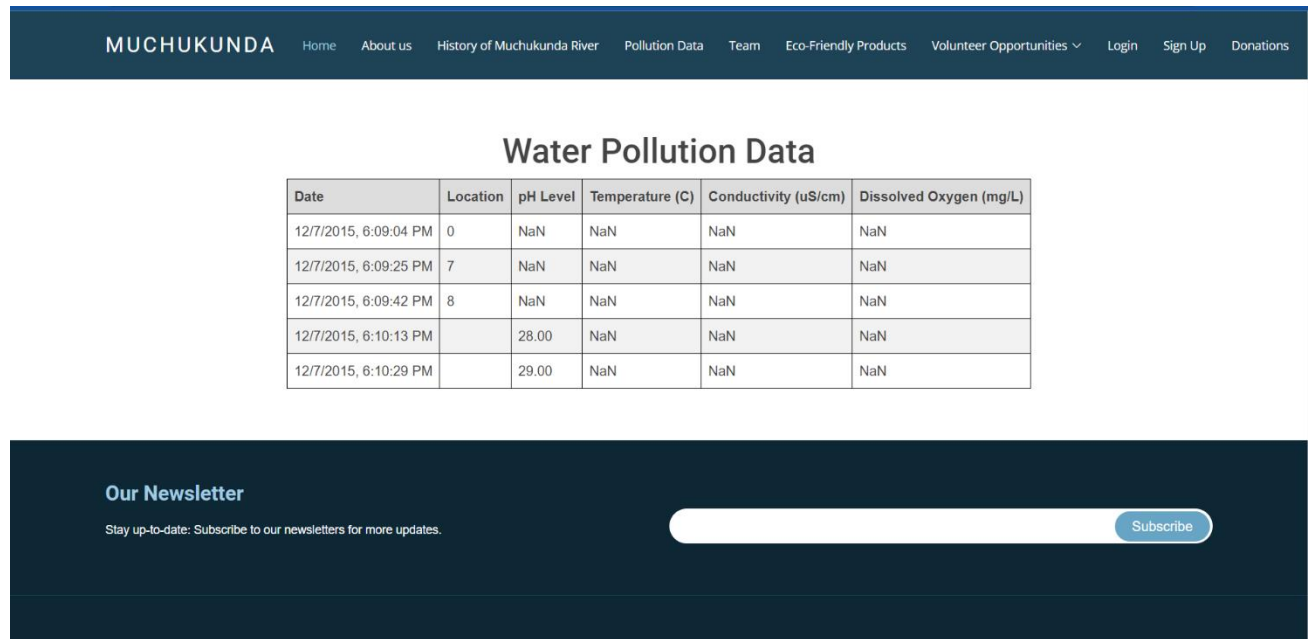 MUCHUKUNDA Home About us History of Muchukunda River Pollution Data Team Eco-Friendly Products Volunteer Opportunities Login Sign Up Donations
Water Pollution Data
Date Location pH Level Temperature (C) Conductivity (uS/cm) Dissolved Oxygen (mg/L)
12/7/2015, 6:09:04 PM 0 NaN NaN NaN NaN
12/7/2015, 6:09:25 PM 7 NaN NaN NaN NaN
12/7/2015, 6:09:42 PM 8 NaN NaN NaN NaN
12/7/2015, 6:10:13 PM 28.00 NaN NaN NaN
12/7/2015, 6:10:29 PM 29.00 NaN NaN NaN
Our Newsletter
Stay up-to-date: Subscribe to our newsletters for more updates.
Subscribe